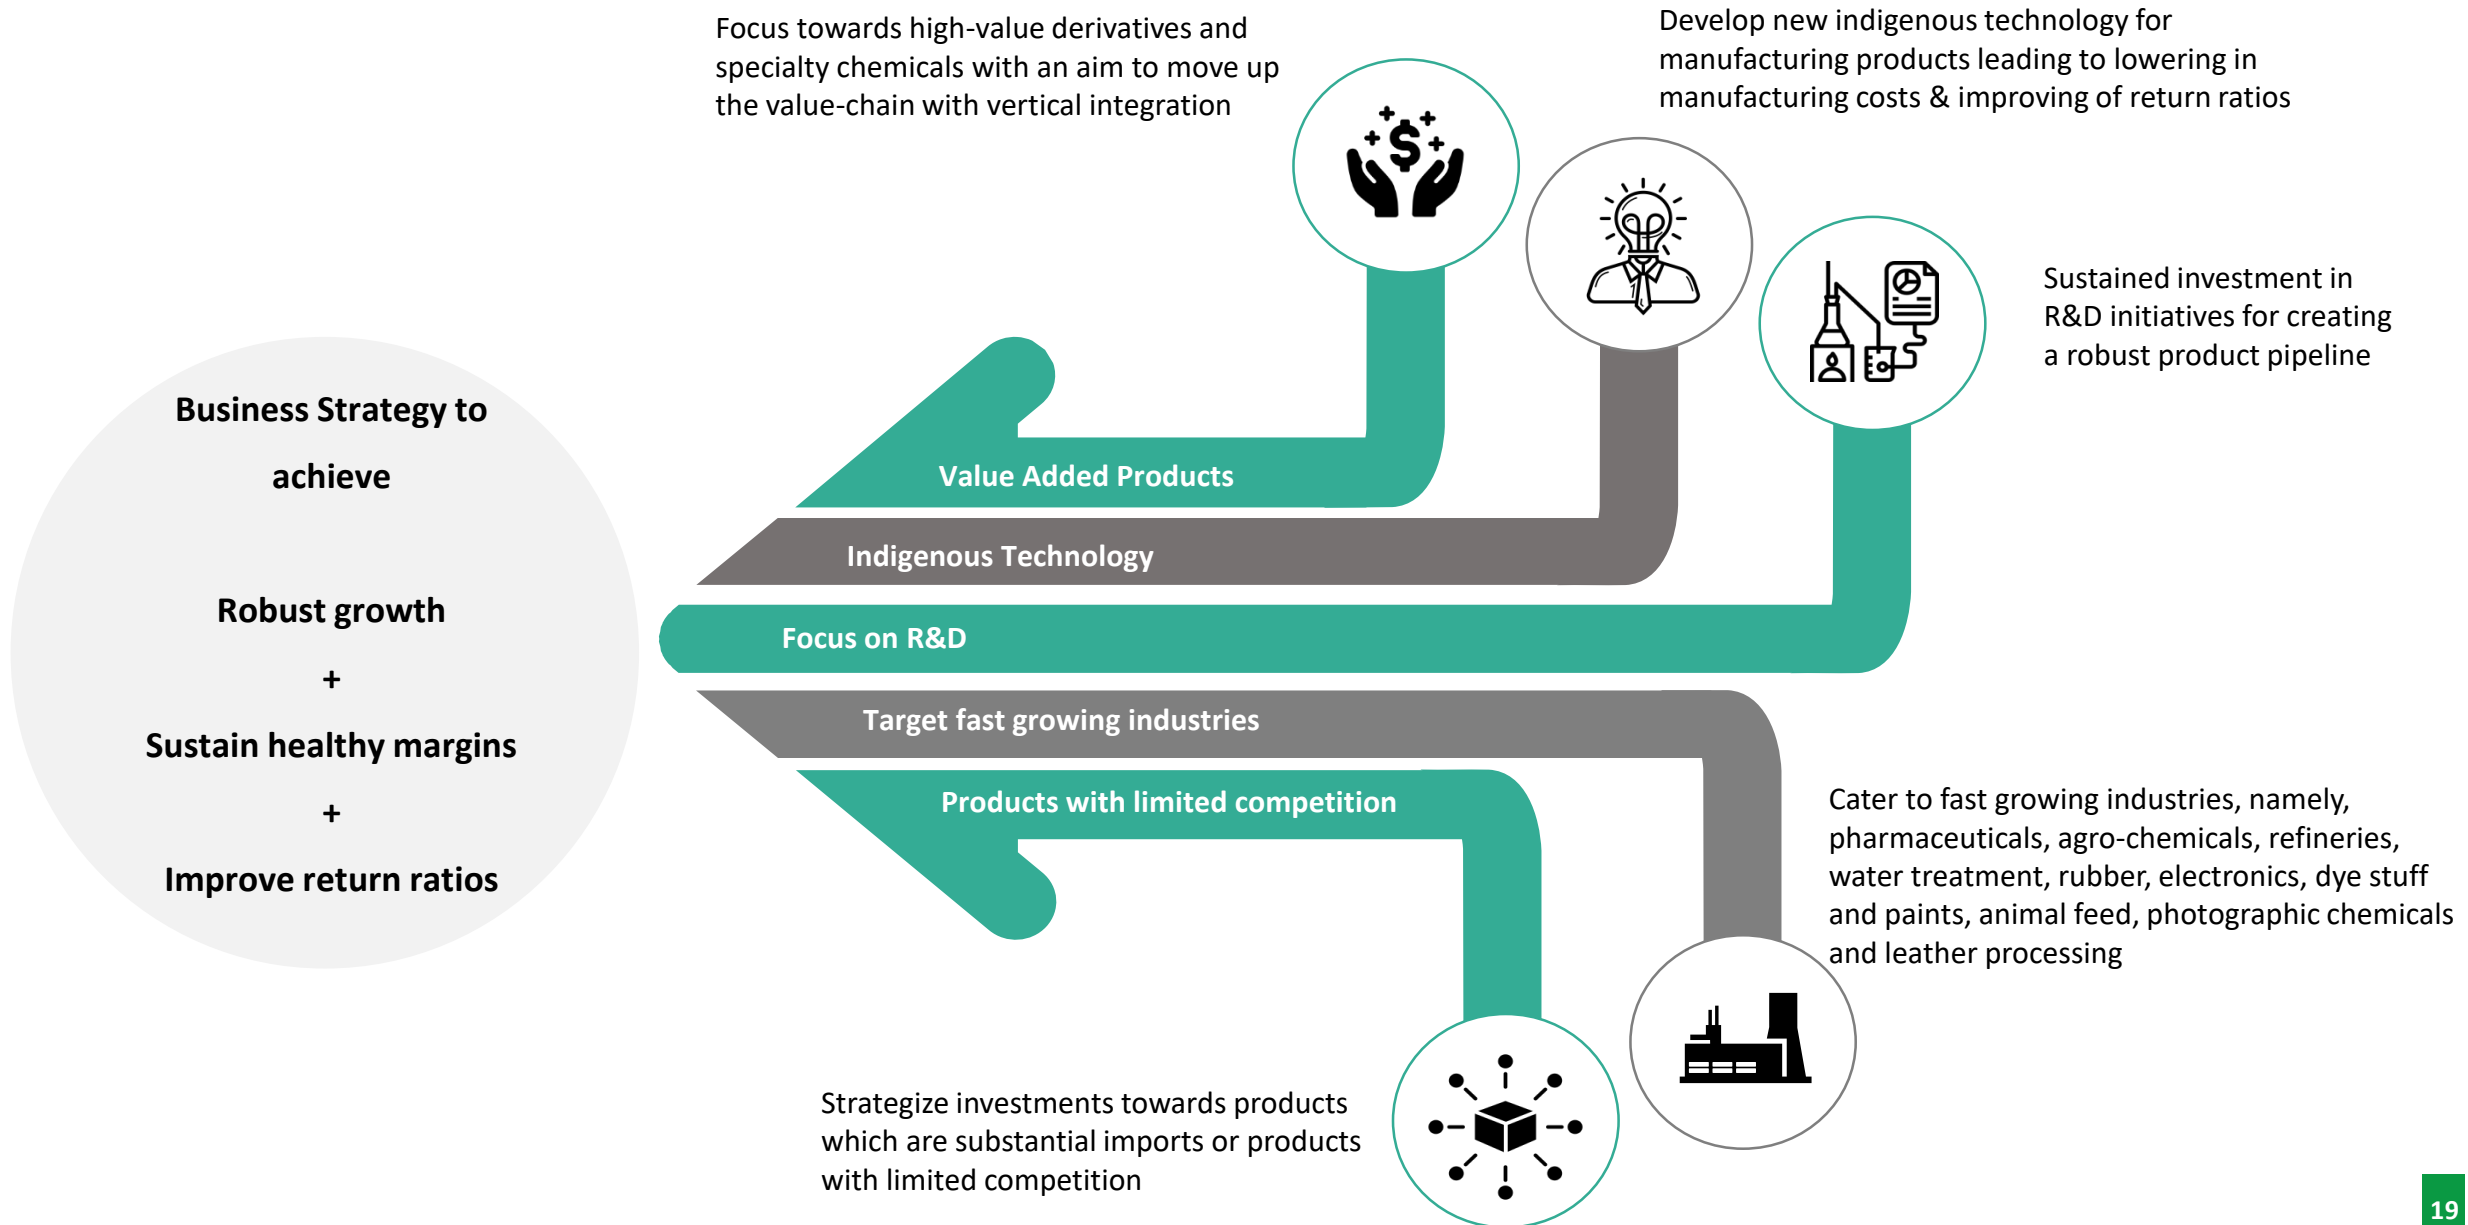 Focus towards high-value derivatives and
specialty chemicals with an aim to move up
the value-chain with vertical integration
Develop new indigenous technology for
manufacturing products leading to lowering in
manufacturing costs & improving of return ratios
$
Sustained investment in
R&D initiatives for creating
a robust product pipeline
Business Strategy to
achieve
Robust growth
+
Sustain healthy margins
+
Improve return ratios
Value Added Products
Indigenous Technology
Focus on R&D
Target fast growing industries
Products with limited competition
Cater to fast growing industries, namely,
pharmaceuticals, agro-chemicals, refineries,
water treatment, rubber, electronics, dye stuff
and paints, animal feed, photographic chemicals
and leather processing
Strategize investments towards products
which are substantial imports or products
with limited competition
19